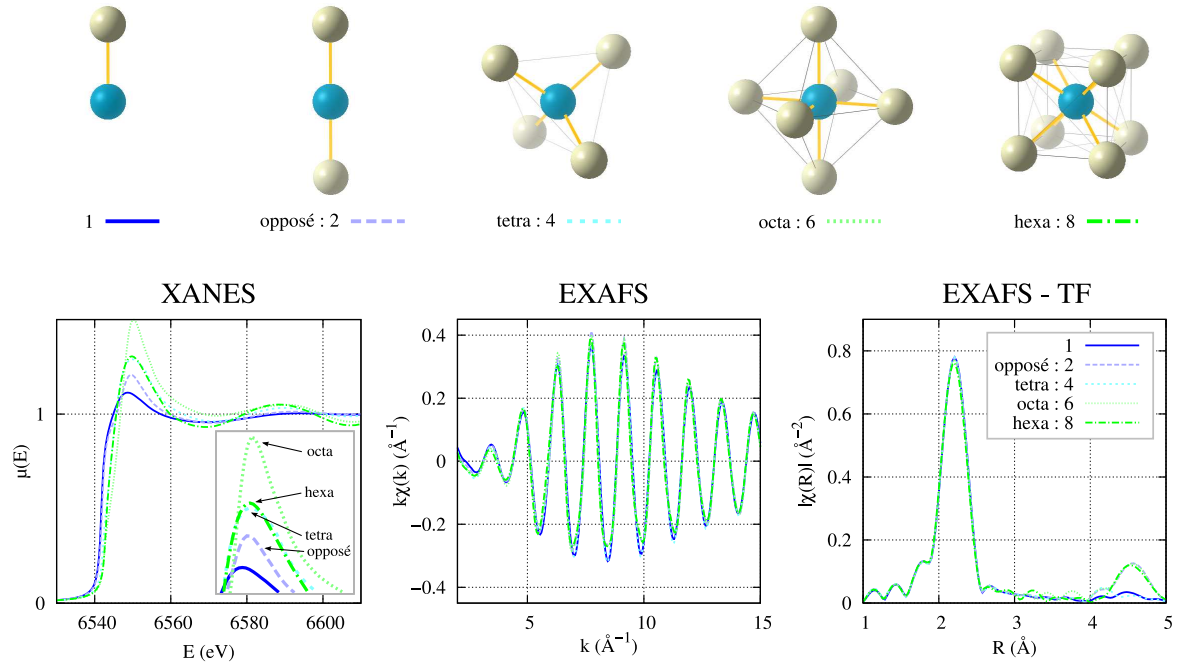 1
opposé : 2
tetra : 4
octa : 6
hexa : 8
XANES
EXAFS
EXAFS - TF
μ(E)
1
0
6540
6560
6580
6600
E (eV)
octa
hexa
tetra
opposé
kχ(k) (Å⁻¹)
0.4
0.2
0
−0.2
−0.4
5
10
15
k (Å⁻¹)
|χ(R)| (Å⁻²)
0.8
0.6
0.4
0.2
0
1
2
3
4
5
R (Å)
1
opposé : 2
tetra : 4
octa : 6
hexa : 8